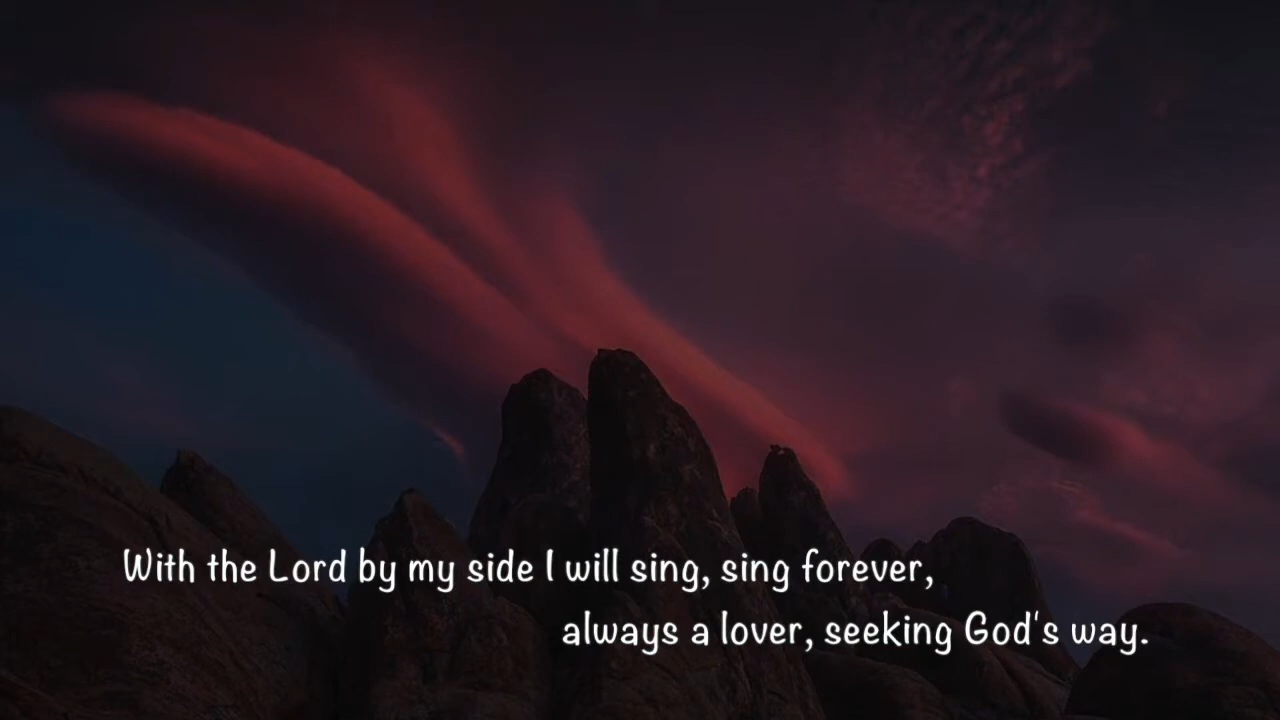 With the Lord by my side I will sing, sing forever,
always a lover, seeking God's way.